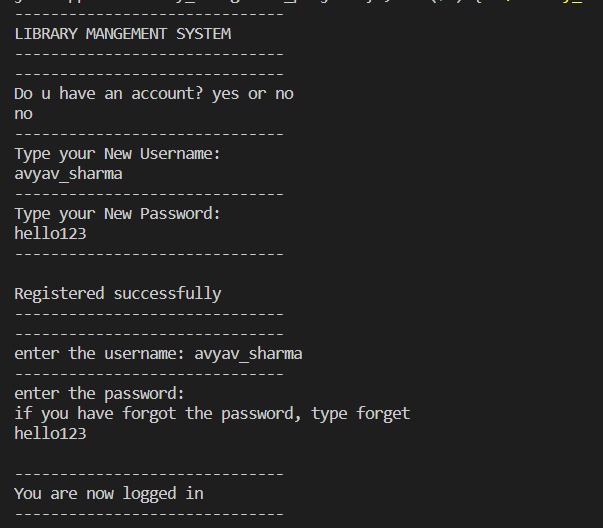 ------------------------------
LIBRARY MANGEMENT SYSTEM
------------------------------
------------------------------
Do u have an account? yes or no
no
------------------------------
Type your New Username:
avyav_sharma
------------------------------
Type your New Password:
hello123
------------------------------
Registered successfully
------------------------------
------------------------------
enter the username: avyav_sharma
------------------------------
enter the password:
if you have forgot the password, type forget
hello123
------------------------------
You are now logged in
------------------------------